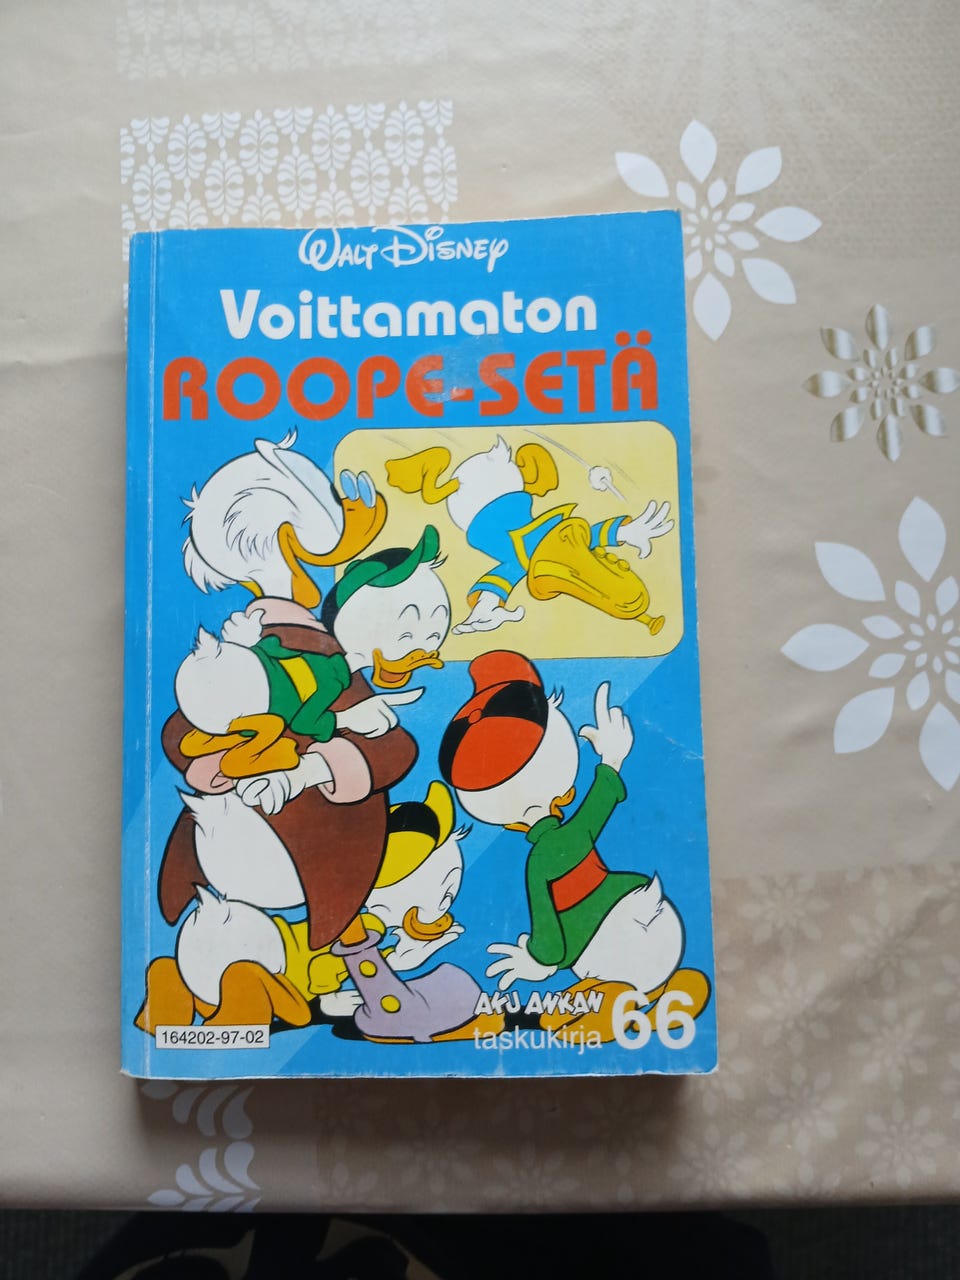 WALT DISNEY
Voittamaton
ROOPE-SETÄ
AKU ANKAN
taskukirja 66
164202-97-02